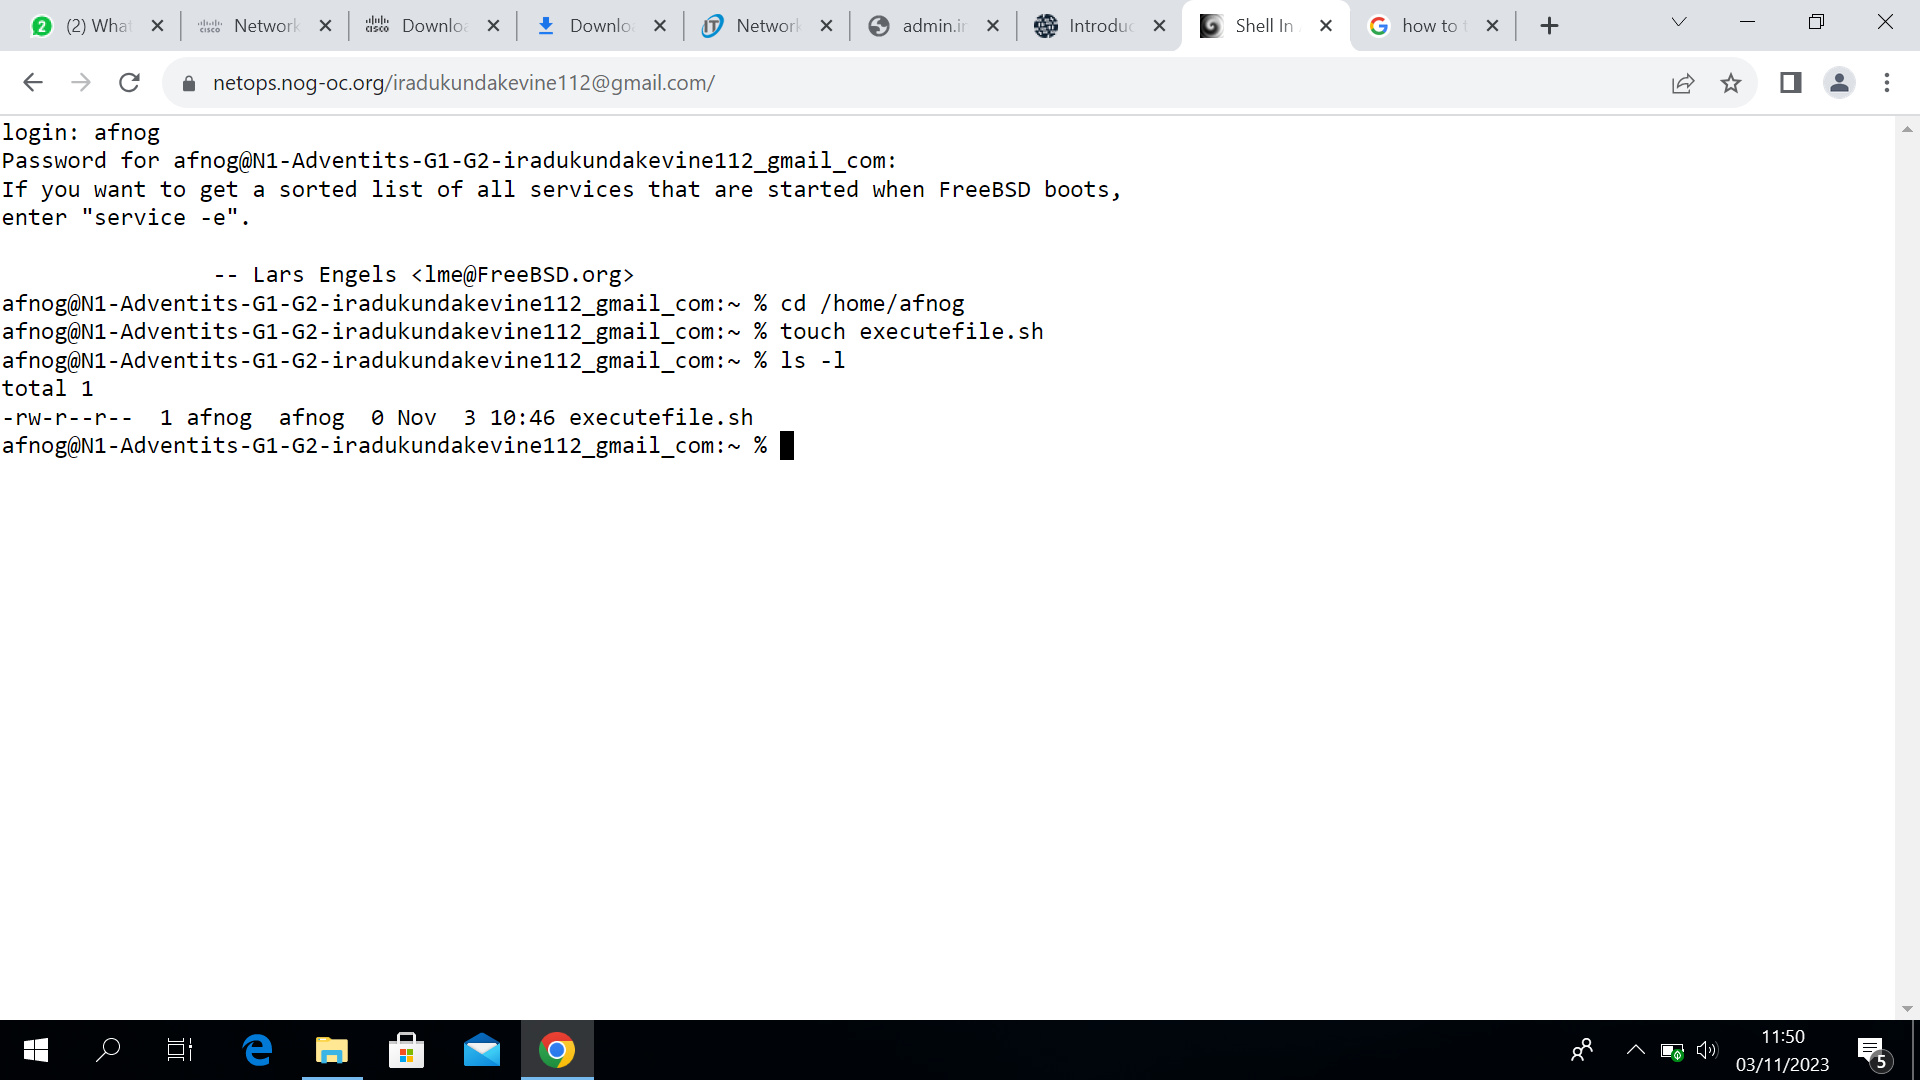 (2) What
Network
Downlo
Downlo
Network
admin.in
Introduc
Shell In
how to t
netops.nog-oc.org/iradukundakevine112@gmail.com/
login: afnog
Password for afnog@N1-Adventits-G1-G2-iradukundakevine112_gmail_com:
If you want to get a sorted list of all services that are started when FreeBSD boots,
enter "service -e".
-- Lars Engels <lme@FreeBSD.org>
afnog@N1-Adventits-G1-G2-iradukundakevine112_gmail_com:~ % cd /home/afnog
afnog@N1-Adventits-G1-G2-iradukundakevine112_gmail_com:~ % touch executefile.sh
afnog@N1-Adventits-G1-G2-iradukundakevine112_gmail_com:~ % ls -l
total 1
-rw-r--r--  1 afnog  afnog  0 Nov  3 10:46 executefile.sh
afnog@N1-Adventits-G1-G2-iradukundakevine112_gmail_com:~ %
11:50
03/11/2023
5